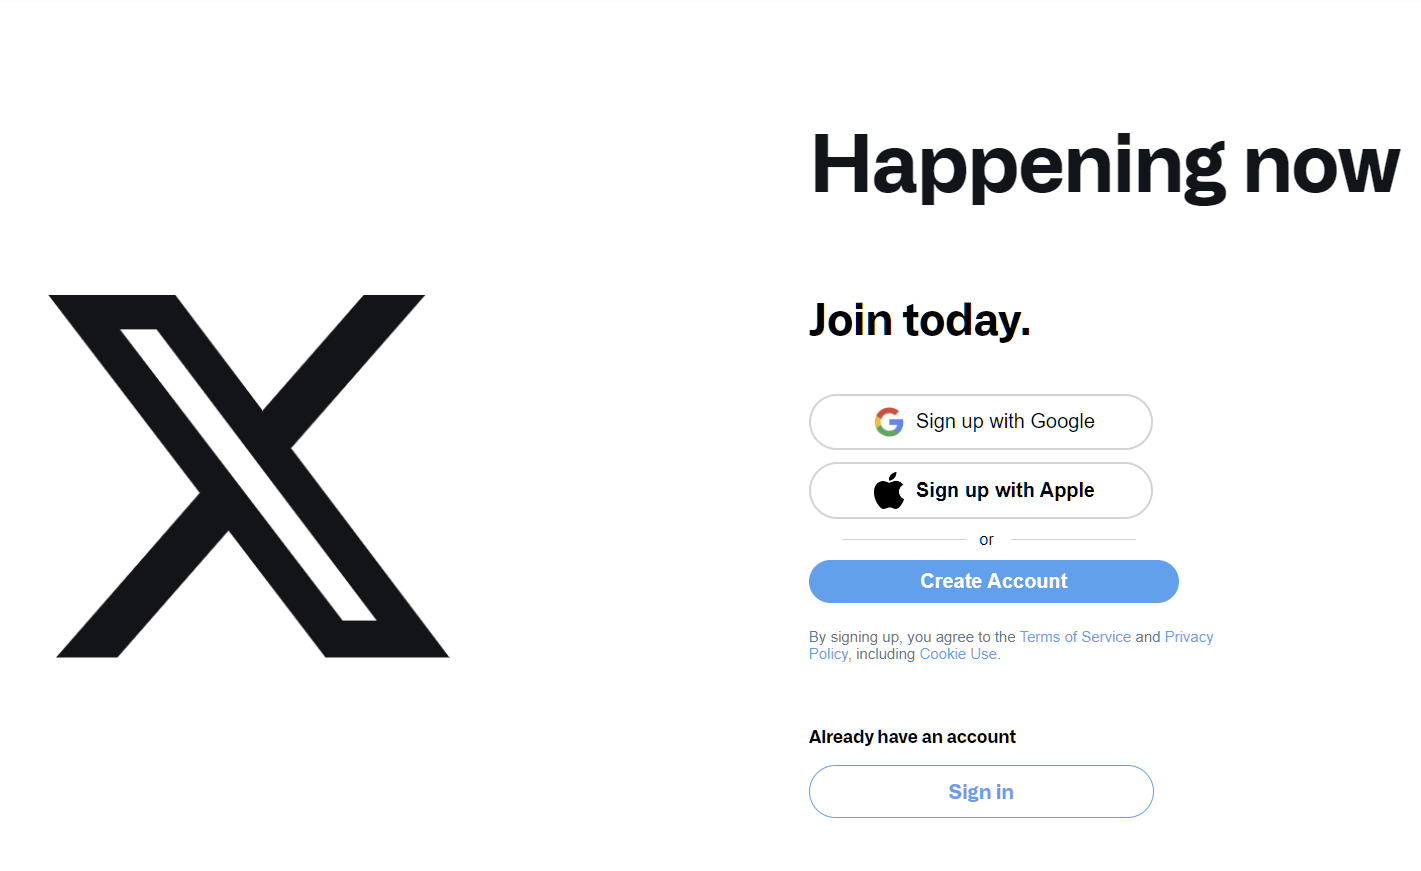 Happening now
Join today.
Sign up with Google
Sign up with Apple
or
Create Account
By signing up, you agree to the Terms of Service and Privacy
Policy, including Cookie Use.
Already have an account
Sign in